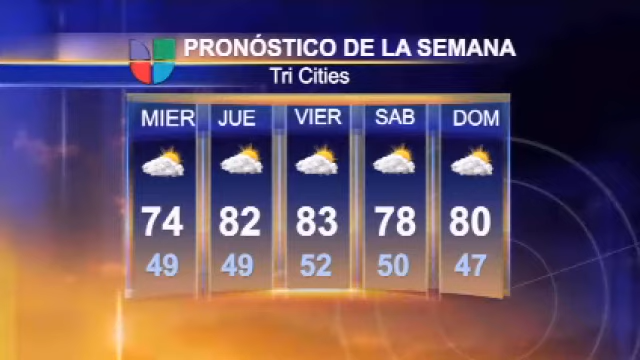 PRONÓSTICO DE LA SEMANA
Tri Cities
MIER JUE VIER SAB DOM
74 82 83 78 80
49 49 52 50 47